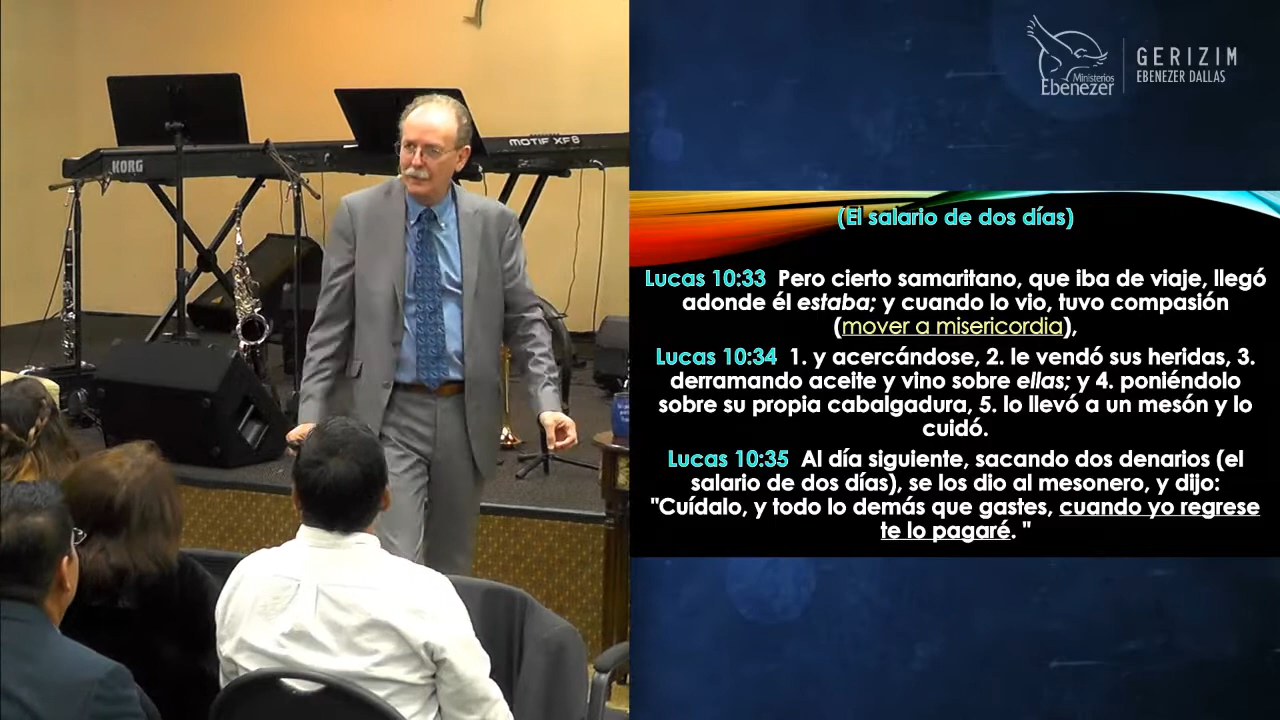 KORG
MOTIF XF8
Ministerios
Ebenezer
GERIZIM
EBENEZER DALLAS
(El salario de dos días)
Lucas 10:33 Pero cierto samaritano, que iba de viaje, llegó
adonde él estaba; y cuando lo vio, tuvo compasión
(mover a misericordia),
Lucas 10:34 1. y acercándose, 2. le vendó sus heridas, 3.
derramando aceite y vino sobre ellas; y 4. poniéndolo
sobre su propia cabalgadura, 5. lo llevó a un mesón y lo
cuidó.
Lucas 10:35 Al día siguiente, sacando dos denarios (el
salario de dos días), se los dio al mesonero, y dijo:
"Cuídalo, y todo lo demás que gastes, cuando yo regrese
te lo pagaré. "